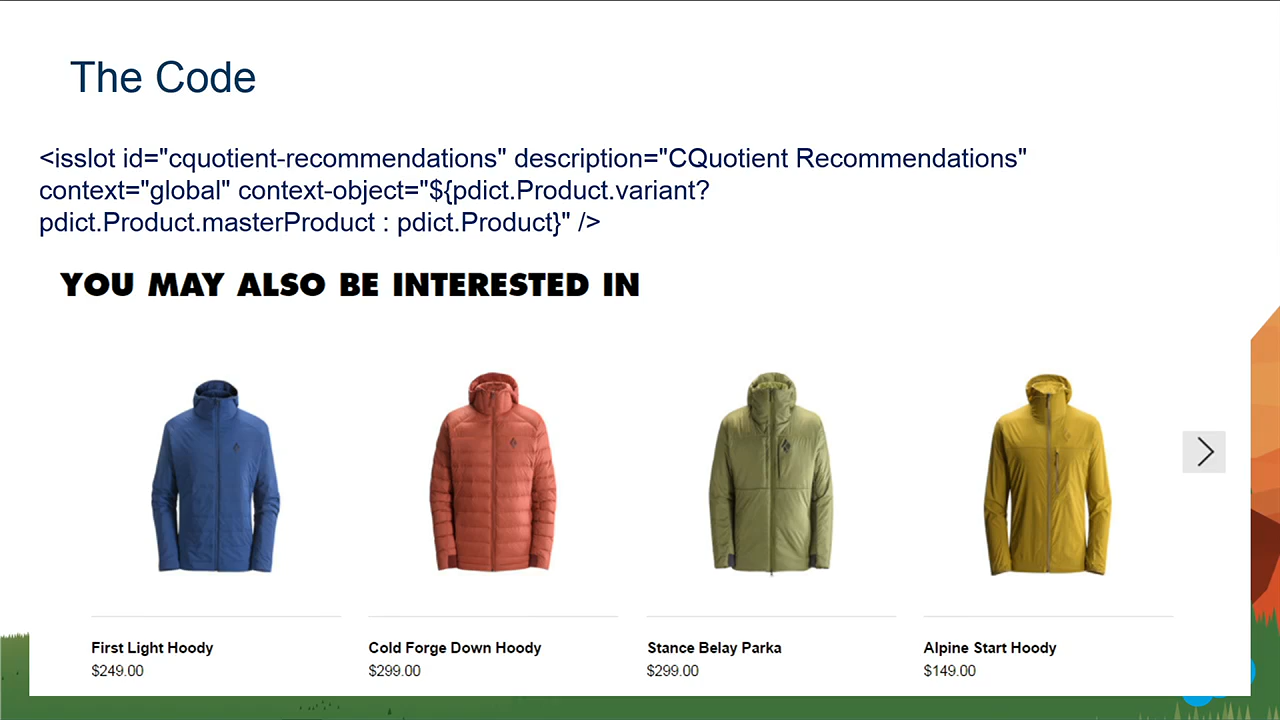 The Code
<isslot id="cquotient-recommendations" description="CQuotient Recommendations"
context="global" context-object="${pdict.Product.variant?
pdict.Product.masterProduct : pdict.Product}" />
YOU MAY ALSO BE INTERESTED IN
First Light Hoody
$249.00
Cold Forge Down Hoody
$299.00
Stance Belay Parka
$299.00
Alpine Start Hoody
$149.00